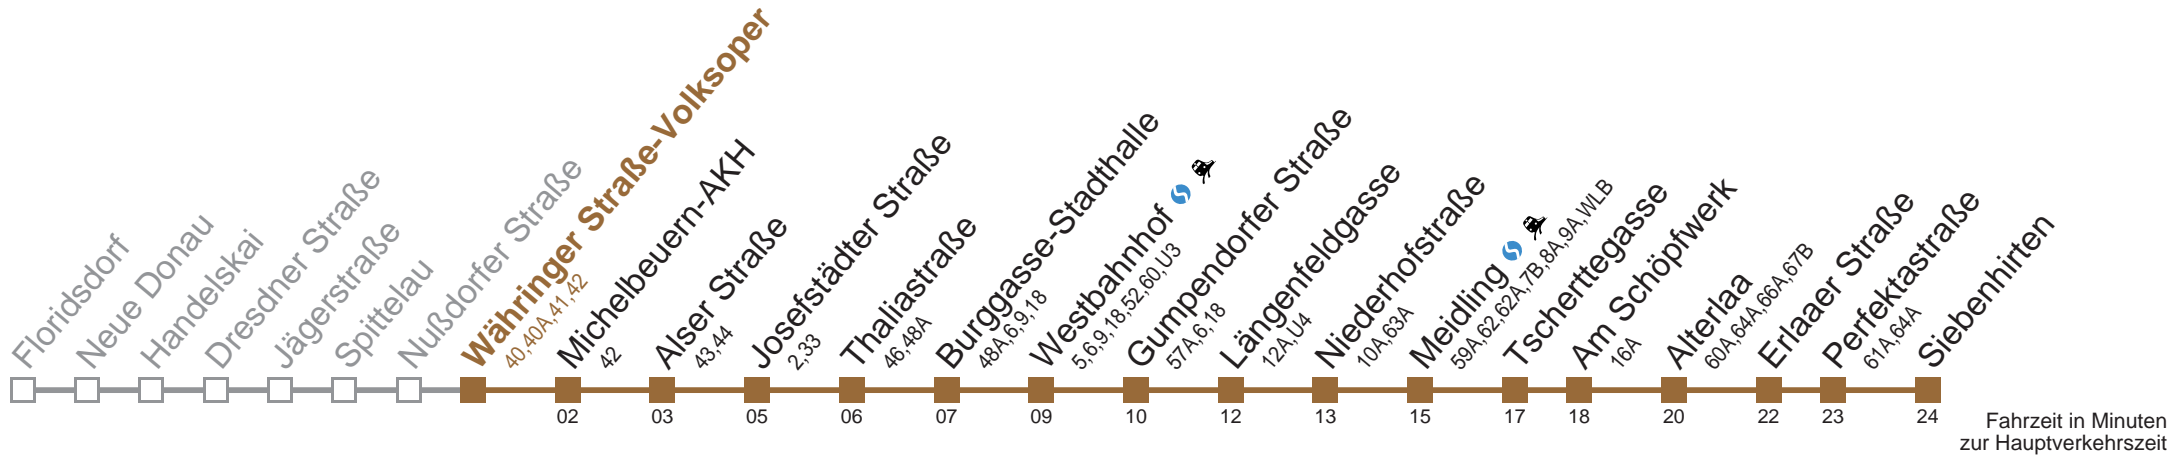 Floridsdorf
Neue Donau
Handelskai
Dresdner Straße
Jägerstraße
Spittelau
Nußdorfer Straße
Währinger Straße-Volksoper
40,40A,41,42
Michelbeuern-AKH
42
Alser Straße
43,44
Josefstädter Straße
2,33
Thaliastraße
46,48A
Burggasse-Stadthalle
48A,6,9,18
Westbahnhof
5,6,9,18,52,60,U3
Gumpendorfer Straße
57A,6,18
Längenfeldgasse
12A,U4
Niederhofstraße
10A,63A
Meidling
59A,62,62A,7B,8A,9A,WLB
Tscherttegasse
Am Schöpfwerk
16A
Alterlaa
60A,64A,66A,67B
Erlaaer Straße
Perfektastraße
61A,64A
Siebenhirten
02 03 05 06 07 09 10 12 13 15 17 18 20 22 23 24
Fahrzeit in Minuten
zur Hauptverkehrszeit